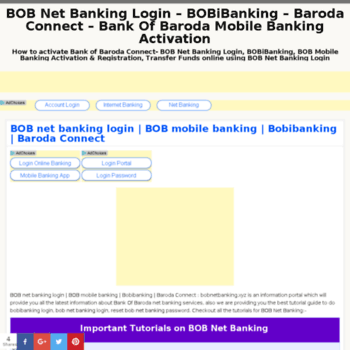 BOB Net Banking Login – BOBiBanking – Baroda
Connect – Bank Of Baroda Mobile Banking
Activation
How to activate Bank of Baroda Connect- BOB Net Banking Login, BOBiBanking, BOB Mobile
Banking Activation & Registration, Transfer Funds online using BOB Net Banking Login
AdChoices
Account Login
Internet Banking
Net Banking
BOB net banking login | BOB mobile banking | Bobibanking
| Baroda Connect
AdChoices AdChoices
Login Online Banking Login Portal
Mobile Banking App Login Password
BOB net banking login | BOB mobile banking | Bobibanking | Baroda Connect - bobnetbanking.xyz is an information portal which will
provide you all the latest information about Bank Of Baroda net banking services, also we are providing you the best tutorial guide to do
bobibanking login, bob net banking login, reset bob net banking password. Checkout all the tutorials for BOB Net Banking -
Important Tutorials on BOB Net Banking
4
Shares